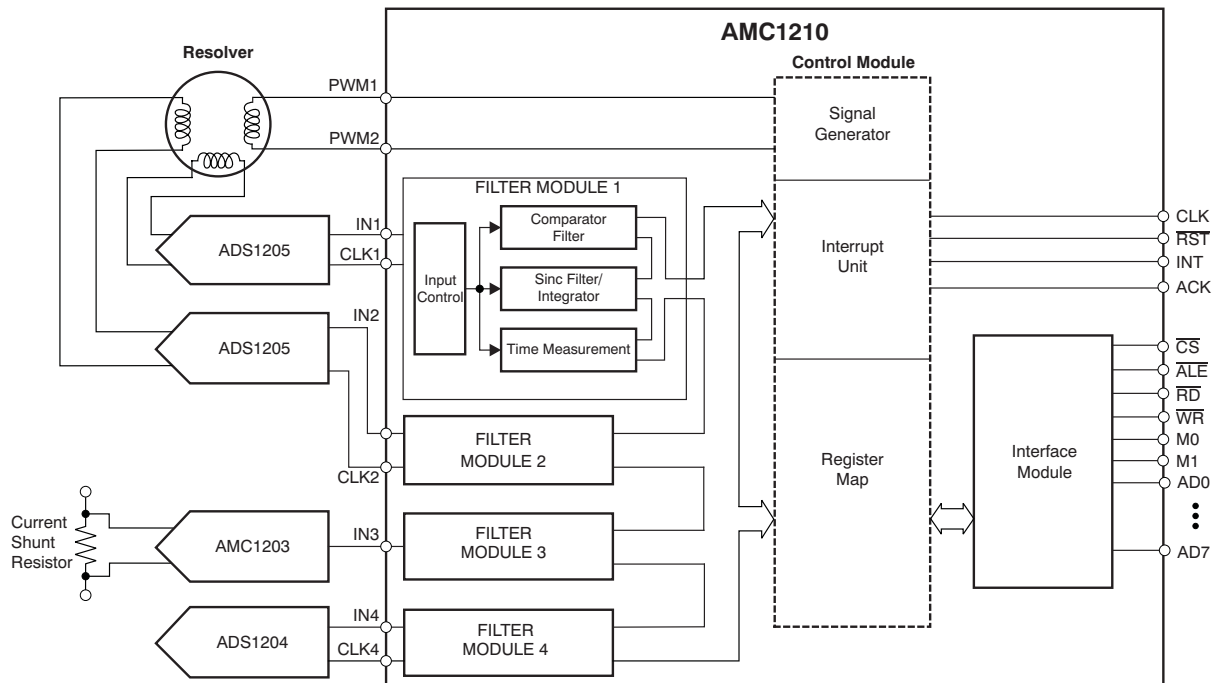 AMC1210
Resolver
Control Module
PWM1
Signal
Generator
PWM2
FILTER MODULE 1
IN1
Comparator
Filter
CLK
ADS1205
CLK1
Input
Control
Sinc Filter/
Integrator
Interrupt
Unit
RST
INT
ACK
IN2
ADS1205
Time Measurement
CS
ALE
RD
WR
M0
M1
AD0
AD7
FILTER
MODULE 2
CLK2
Register
Map
Interface
Module
Current
Shunt
Resistor
AMC1203
IN3
FILTER
MODULE 3
IN4
ADS1204
CLK4
FILTER
MODULE 4